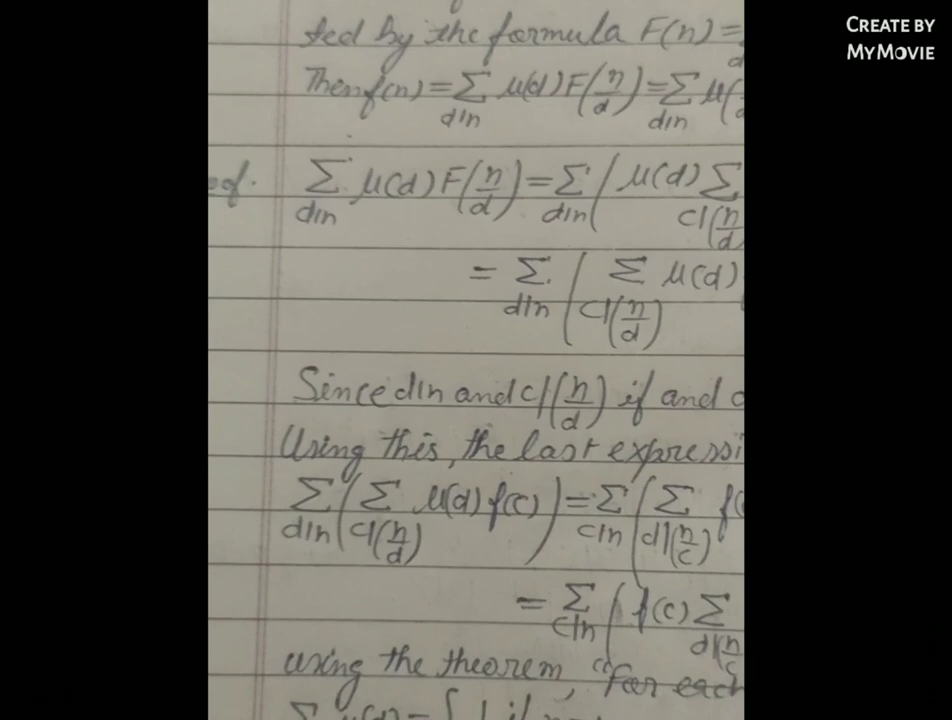 CREATE BY
MYMOVIE
ted by the formula F(n) =
Then f(n) = Σ μ(d) F(n/d) = Σ μ(
d|n d|n
of. Σ μ(d) F(n/d) = Σ ( μ(d) Σ
d|n d|n c|(n/d
= Σ ( Σ μ(d)
d|n c|(n/d)
Since d|n and c|(n/d) if and
Using this, the last expressi
Σ ( Σ μ(d) f(c) ) = Σ ( Σ f(
d|n c|(n/d) c|n d|(n/c)
= Σ ( f(c) Σ
c|n d|(n/c
using the theorem, "For each